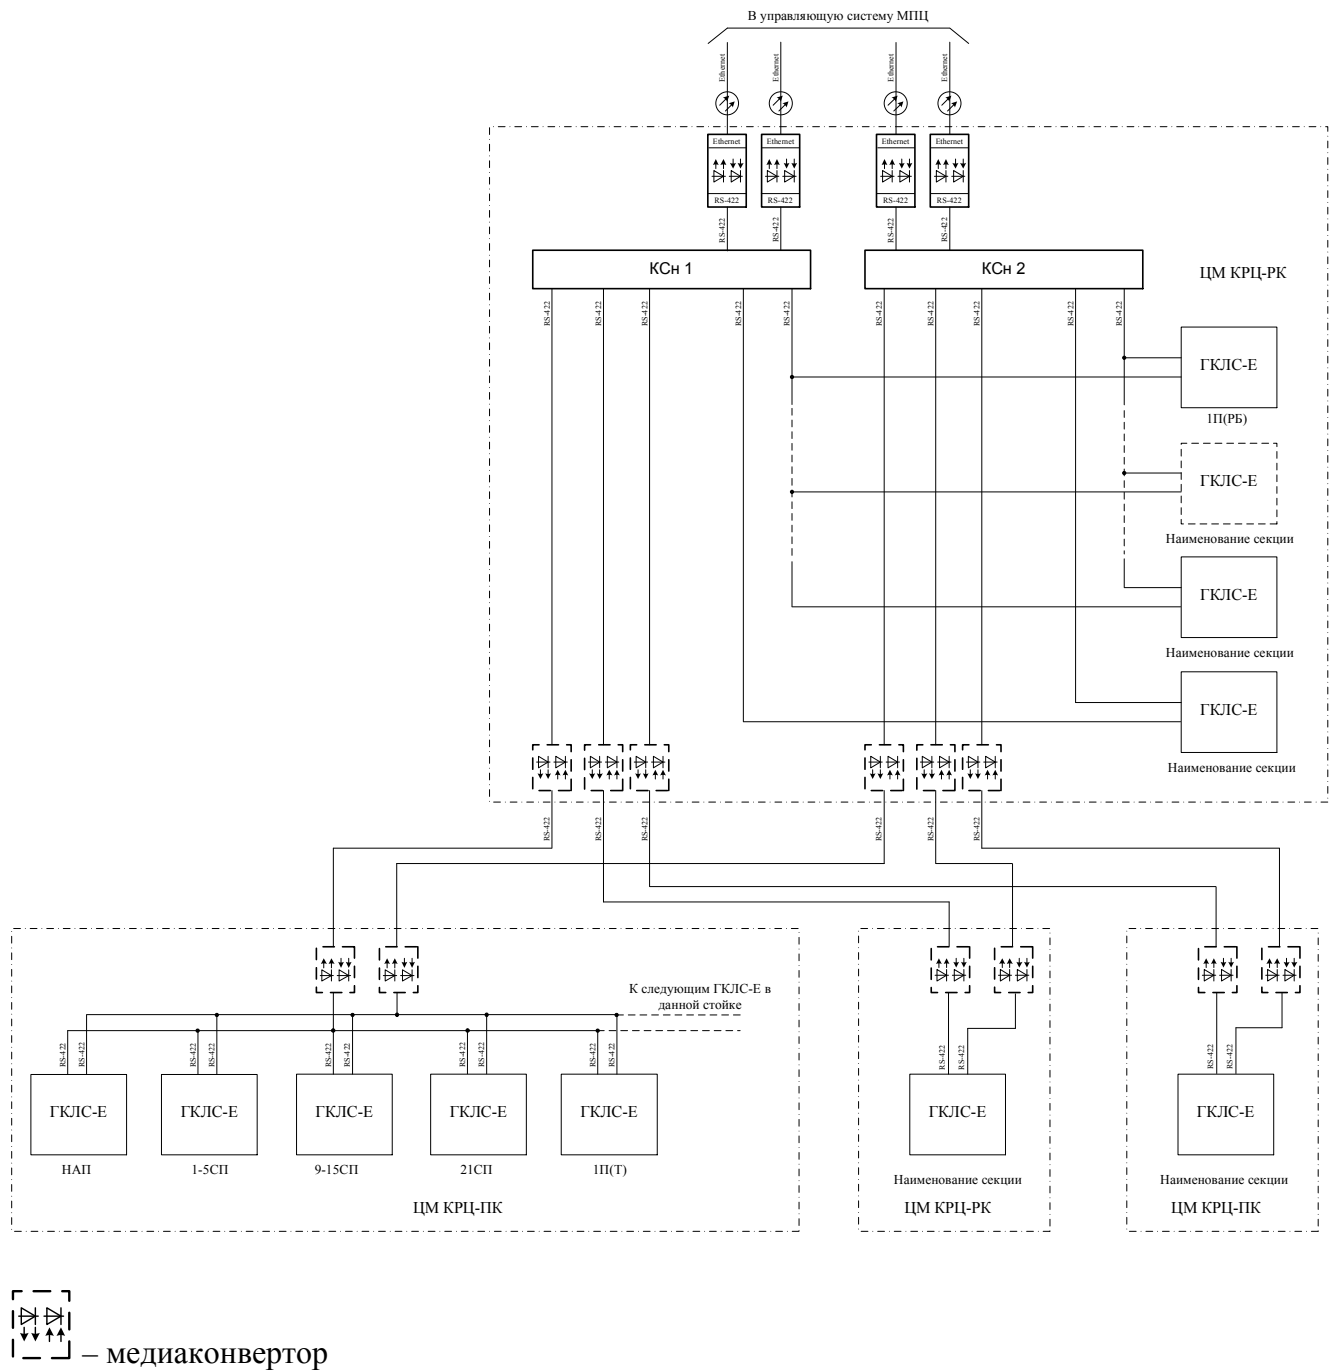 В управляющую систему МПЦ
Ethernet
Ethernet
Ethernet
Ethernet
Ethernet
Ethernet
Ethernet
Ethernet
RS-422
RS-422
RS-422
RS-422
RS-422
RS-422
RS-422
RS-422
КСн 1
КСн 2
ЦМ КРЦ-РК
RS-422
RS-422
RS-422
RS-422
RS-422
RS-422
RS-422
RS-422
RS-422
RS-422
ГКЛС-Е
1П(РБ)
ГКЛС-Е
Наименование секции
ГКЛС-Е
Наименование секции
ГКЛС-Е
Наименование секции
RS-422
RS-422
RS-422
RS-422
RS-422
RS-422
К следующим ГКЛС-Е в
данной стойке
RS-422
RS-422
RS-422
RS-422
RS-422
RS-422
RS-422
RS-422
RS-422
RS-422
RS-422
RS-422
RS-422
RS-422
ГКЛС-Е
ГКЛС-Е
ГКЛС-Е
ГКЛС-Е
ГКЛС-Е
ГКЛС-Е
ГКЛС-Е
НАП
1-5СП
9-15СП
21СП
1П(Т)
Наименование секции
Наименование секции
ЦМ КРЦ-ПК
ЦМ КРЦ-РК
ЦМ КРЦ-ПК
– медиаконвертор